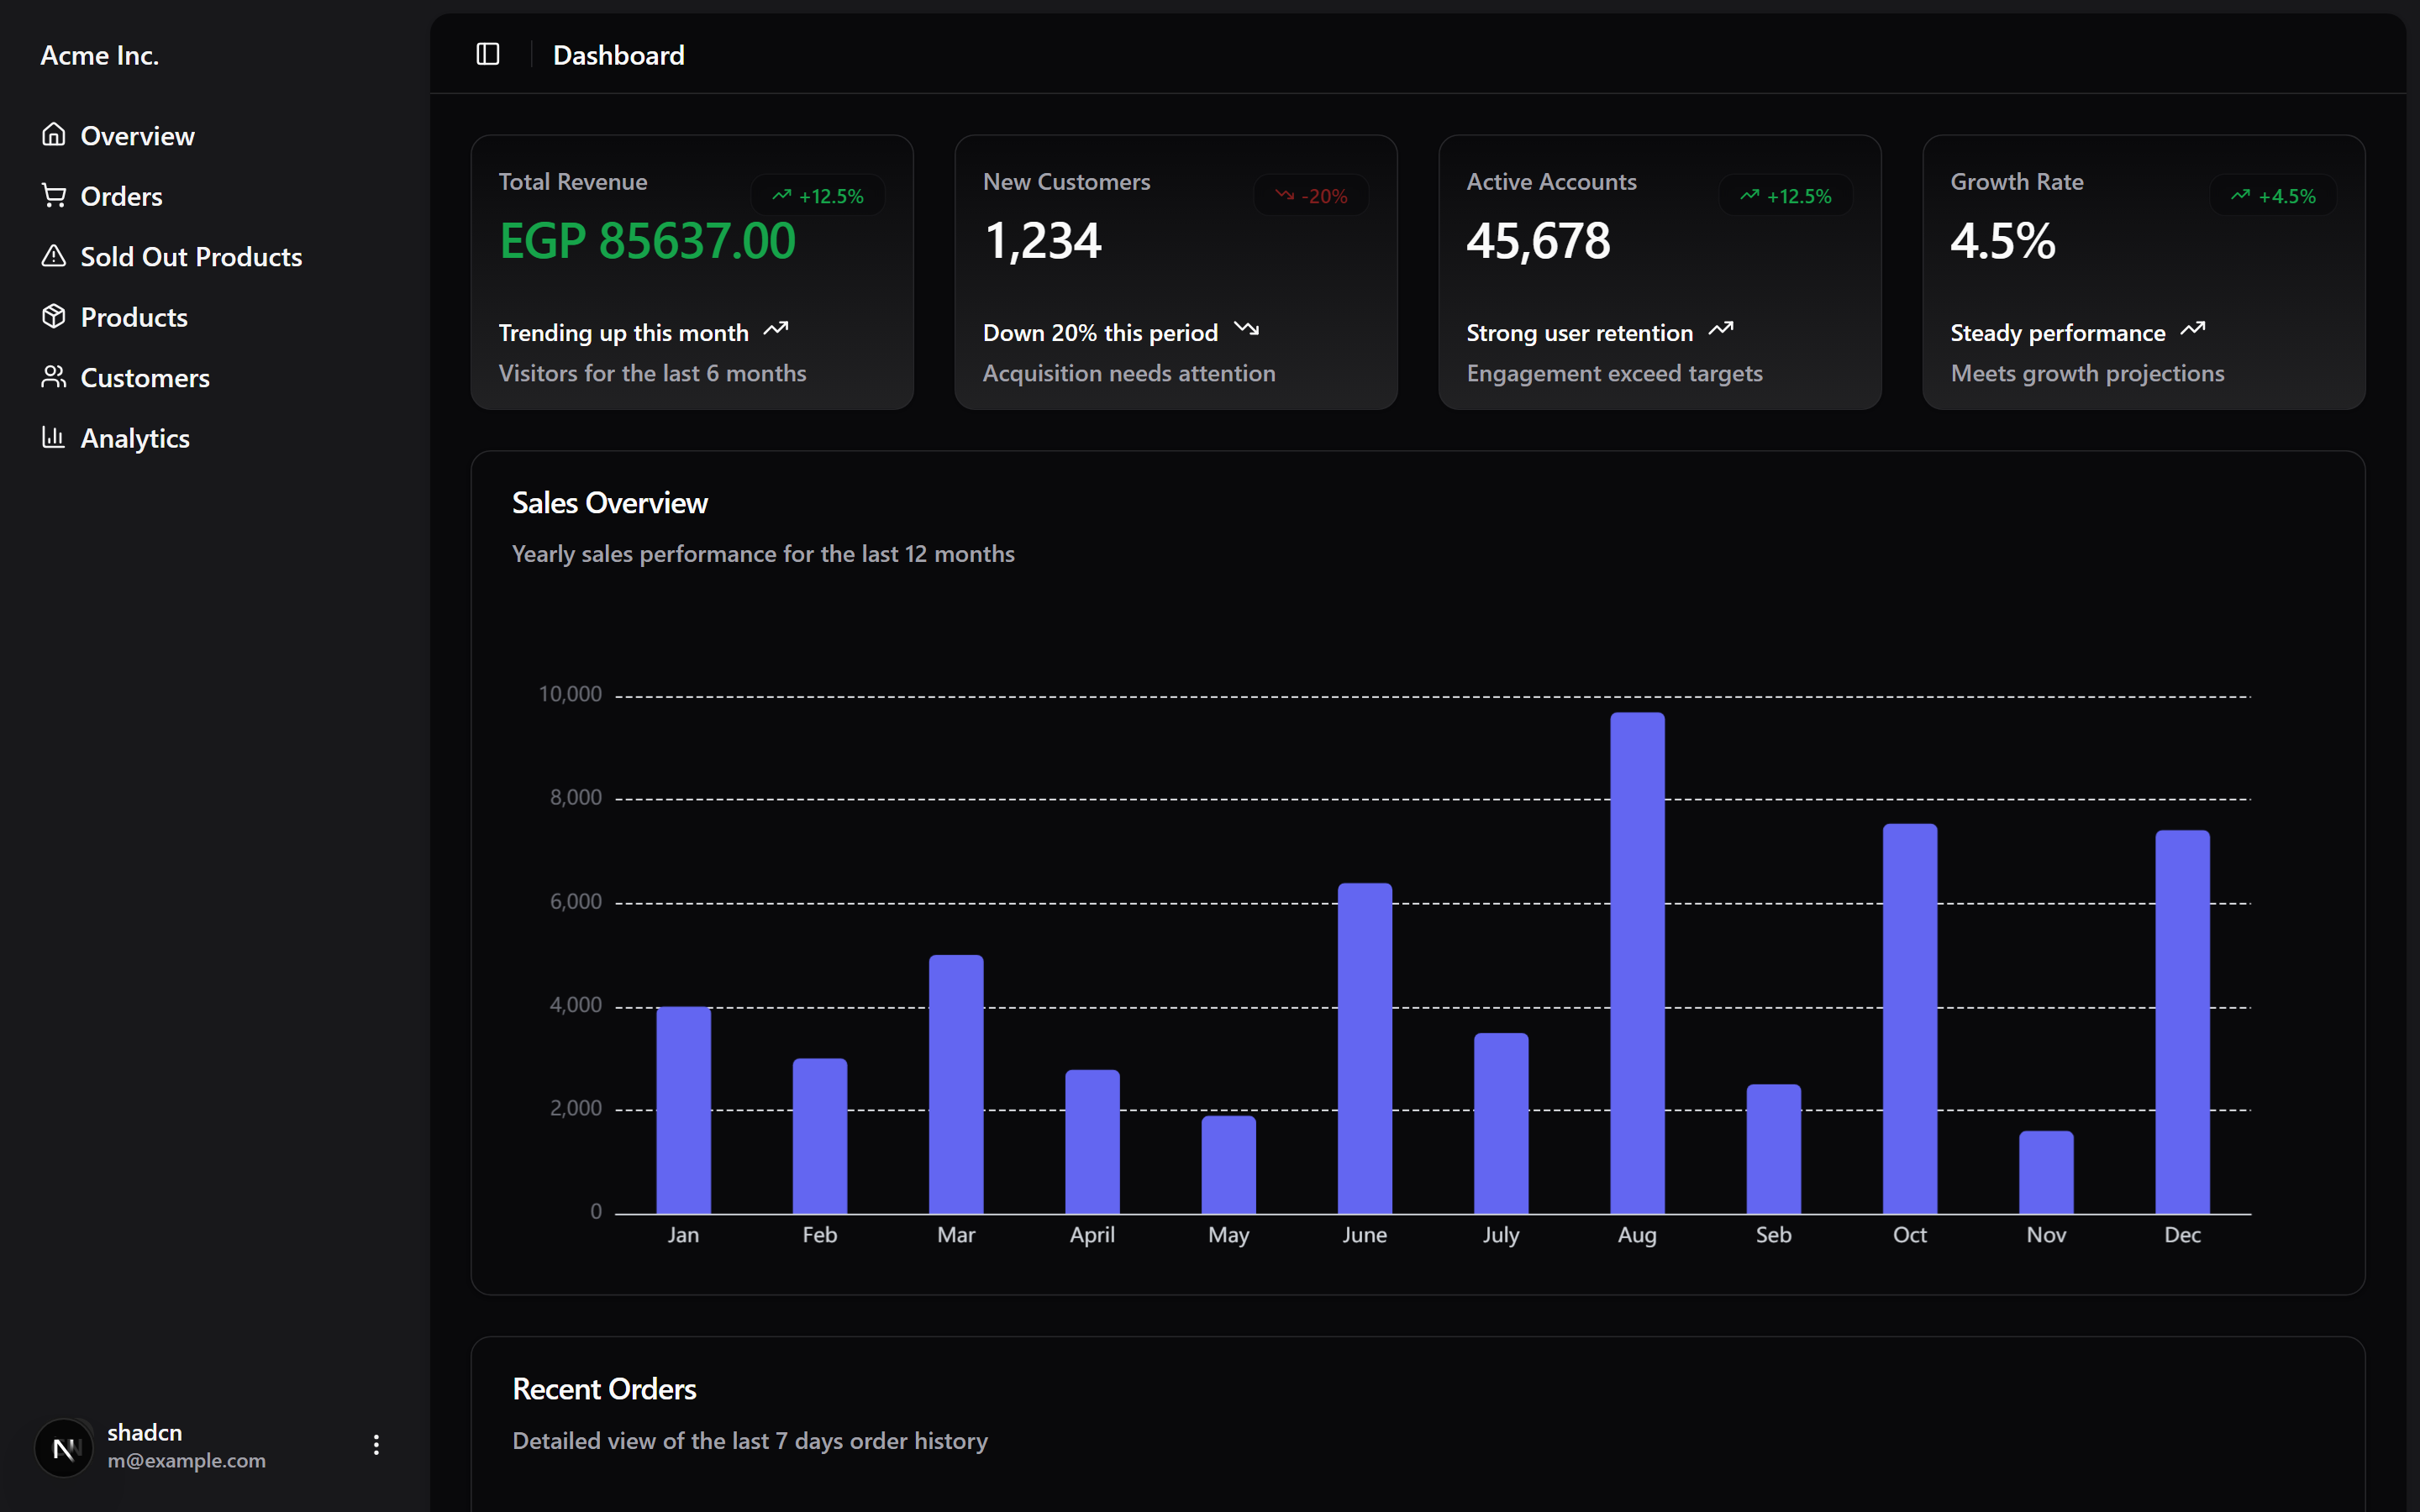 Acme Inc.
Overview
Orders
Sold Out Products
Products
Customers
Analytics
shadcn
m@example.com
Dashboard
Total Revenue
+12.5%
EGP 85637.00
Trending up this month
Visitors for the last 6 months
New Customers
-20%
1,234
Down 20% this period
Acquisition needs attention
Active Accounts
+12.5%
45,678
Strong user retention
Engagement exceed targets
Growth Rate
+4.5%
4.5%
Steady performance
Meets growth projections
Sales Overview
Yearly sales performance for the last 12 months
10,000
8,000
6,000
4,000
2,000
0
Jan Feb Mar April May June July Aug Seb Oct Nov Dec
Recent Orders
Detailed view of the last 7 days order history